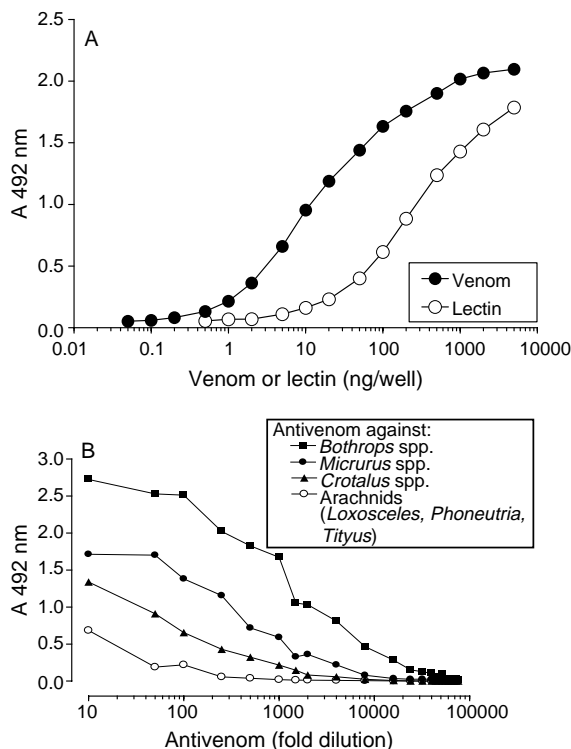 A
A 492 nm
2.5
2.0
1.5
1.0
0.5
0.0
0.01 0.1 1 10 100 1000 10000
Venom or lectin (ng/well)
Venom
Lectin
B
A 492 nm
3.0
2.5
2.0
1.5
1.0
0.5
0.0
10 100 1000 10000 100000
Antivenom (fold dilution)
Antivenom against:
Bothrops spp.
Micrurus spp.
Crotalus spp.
Arachnids
(Loxosceles, Phoneutria,
Tityus)